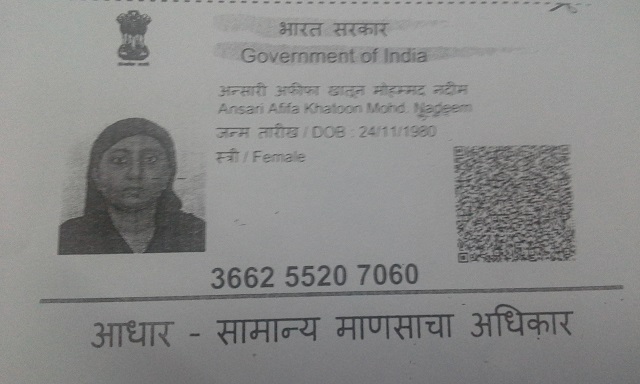 भारत सरकार
Government of India
अन्सारी अफीफा खातून मोहम्मद नदीम
Ansari Afifa Khatoon Mohd. Nadeem
जन्म तारीख / DOB : 24/11/1980
स्त्री / Female
3662 5520 7060
आधार - सामान्य माणसाचा अधिकार